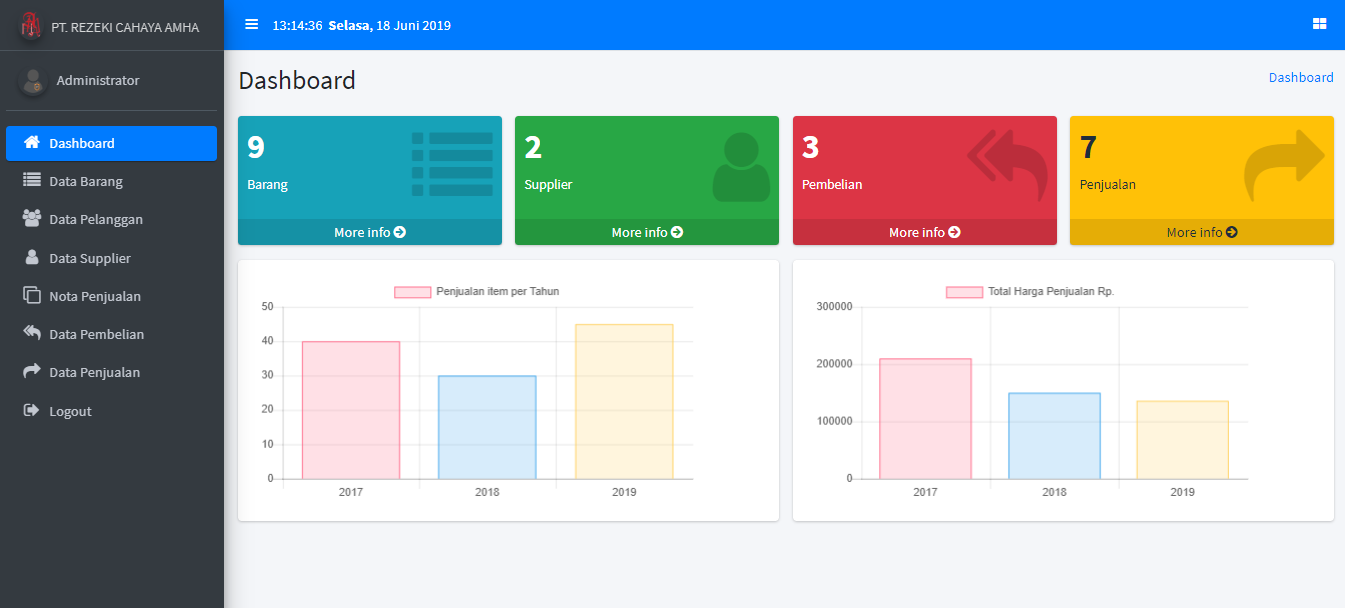 PT. REZEKI CAHAYA AMHA
13:14:36 Selasa, 18 Juni 2019
Administrator
Dashboard
Data Barang
Data Pelanggan
Data Supplier
Nota Penjualan
Data Pembelian
Data Penjualan
Logout
Dashboard
Dashboard
9
Barang
More info
2
Supplier
More info
3
Pembelian
More info
7
Penjualan
More info
Penjualan item per Tahun
50
40
30
20
10
0
2017 2018 2019
Total Harga Penjualan Rp.
300000
200000
100000
0
2017 2018 2019